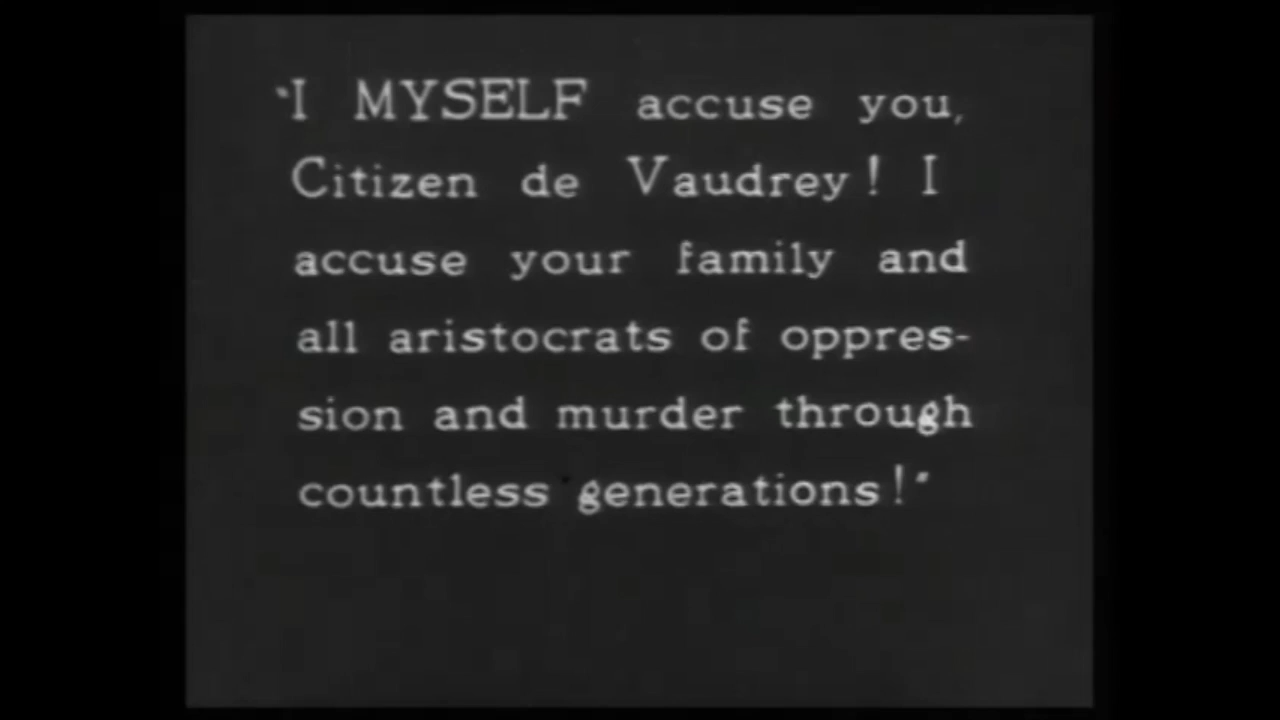 "I MYSELF accuse you,
Citizen de Vaudrey! I
accuse your family and
all aristocrats of oppres-
sion and murder through
countless generations!"